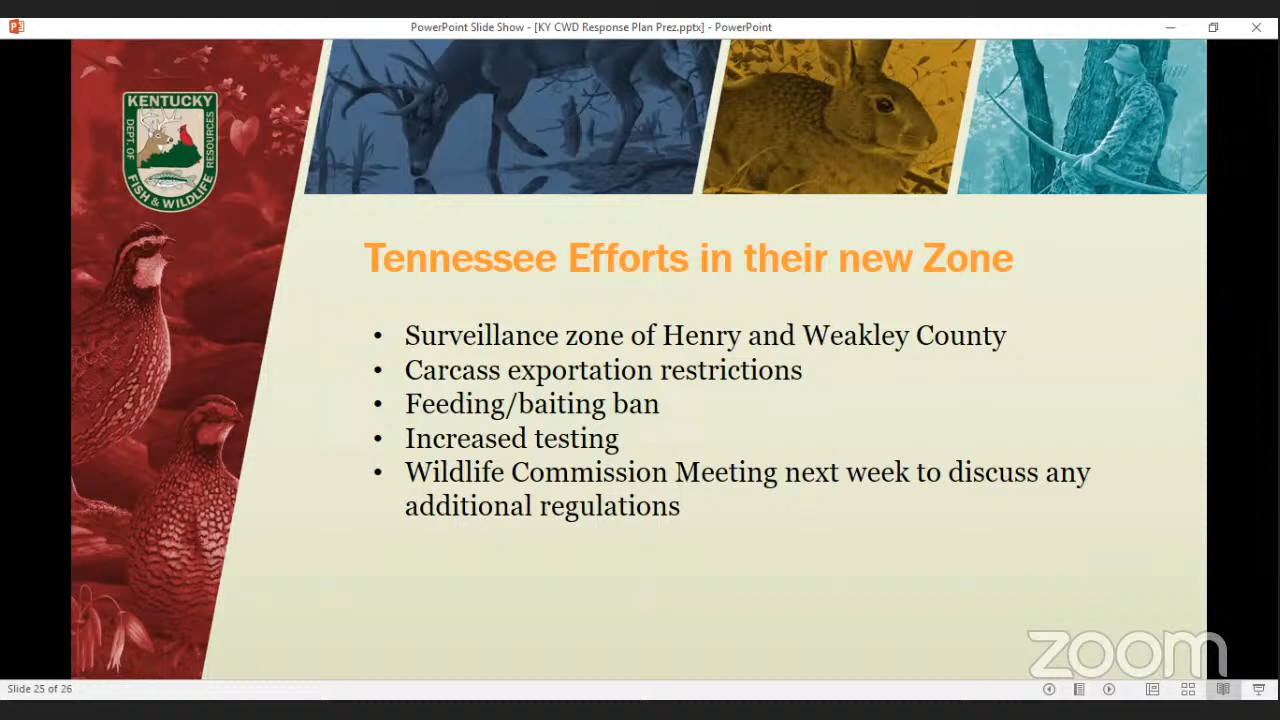 PowerPoint Slide Show - [KY CWD Response Plan Prez.pptx] - PowerPoint
KENTUCKY
DEPT. OF
FISH & WILDLIFE
RESOURCES
Tennessee Efforts in their new Zone
• Surveillance zone of Henry and Weakley County
• Carcass exportation restrictions
• Feeding/baiting ban
• Increased testing
• Wildlife Commission Meeting next week to discuss any
additional regulations
zoom
Slide 25 of 26